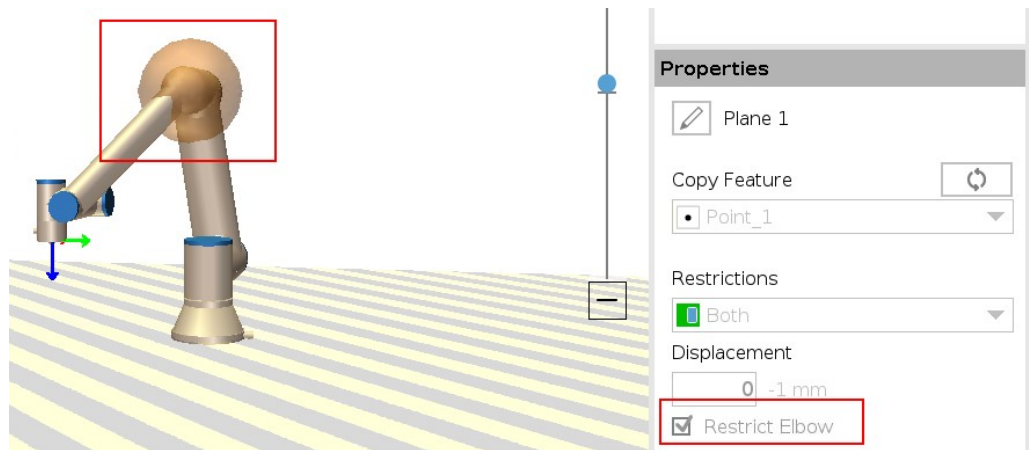 Properties
Plane 1
Copy Feature
Point_1
Restrictions
Both
Displacement
0 -1 mm
Restrict Elbow